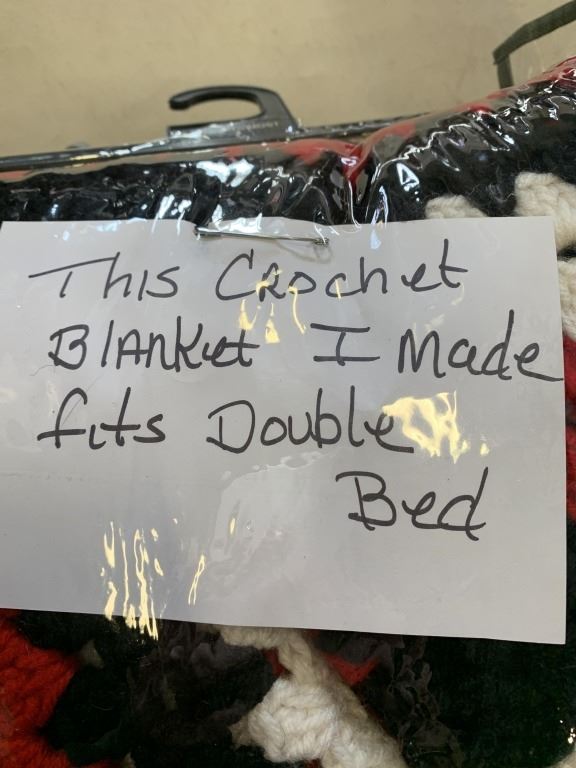 This Crochet
Blanket I made
fits Double
Bed